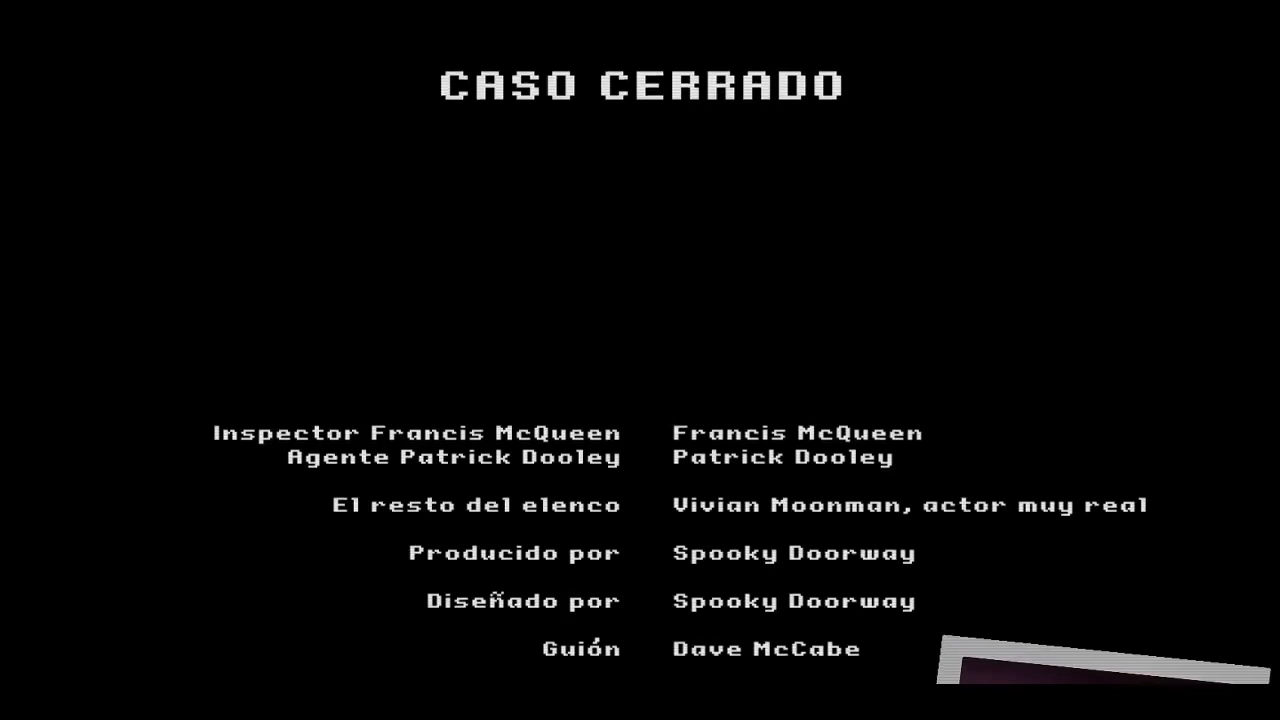 CASO CERRADO
Inspector Francis McQueen Francis McQueen
Agente Patrick Dooley Patrick Dooley
El resto del elenco Vivian Moonman, actor muy real
Producido por Spooky Doorway
Diseñado por Spooky Doorway
Guión Dave McCabe